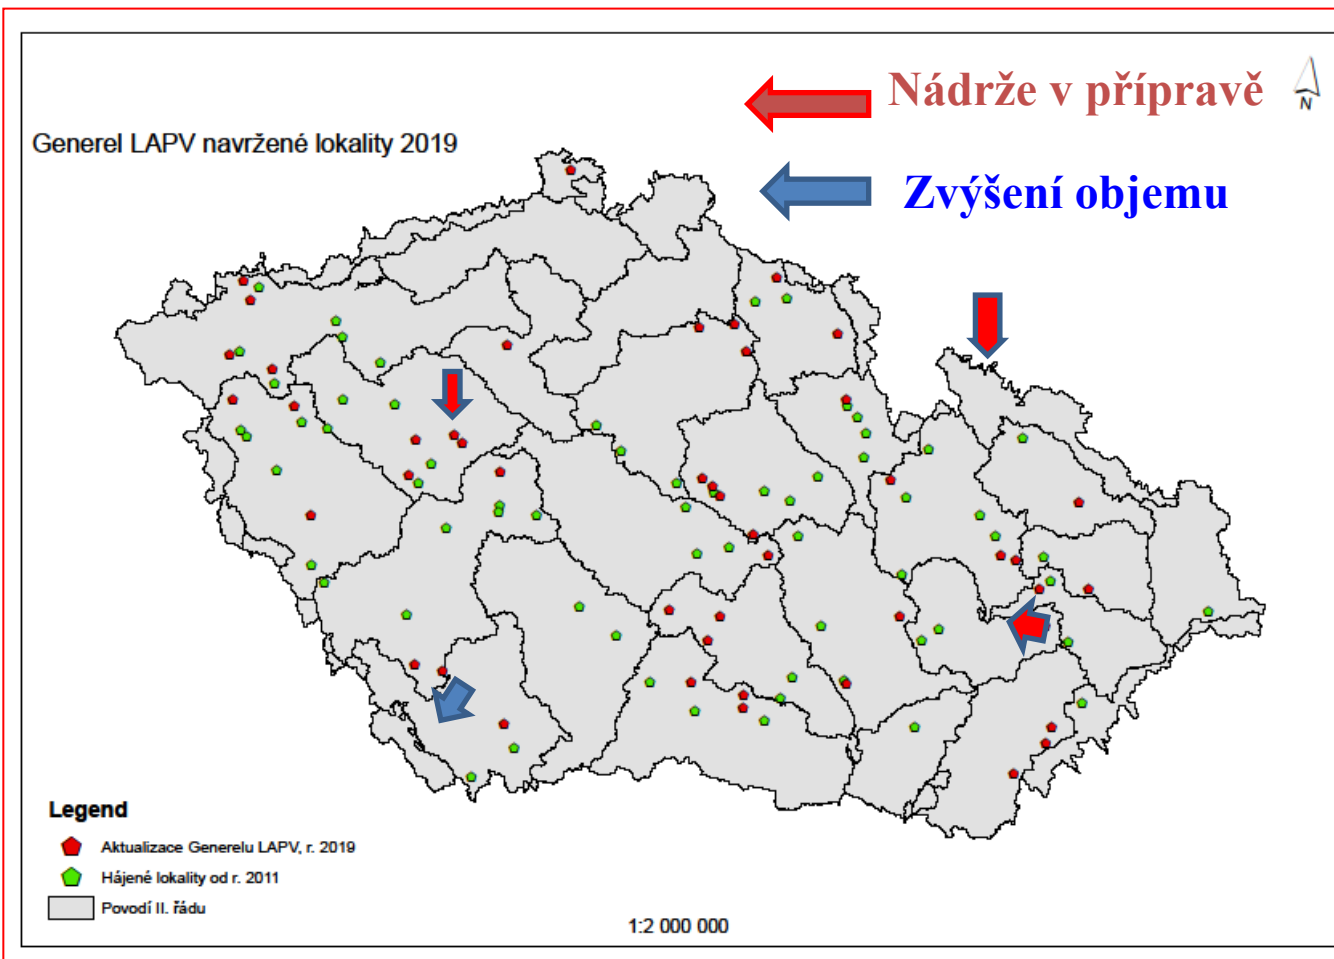 Nádrže v přípravě
N
Generel LAPV navržené lokality 2019
Zvýšení objemu
Legend
Aktualizace Generelu LAPV, r. 2019
Hájené lokality od r. 2011
Povodí II. řádu
1:2 000 000